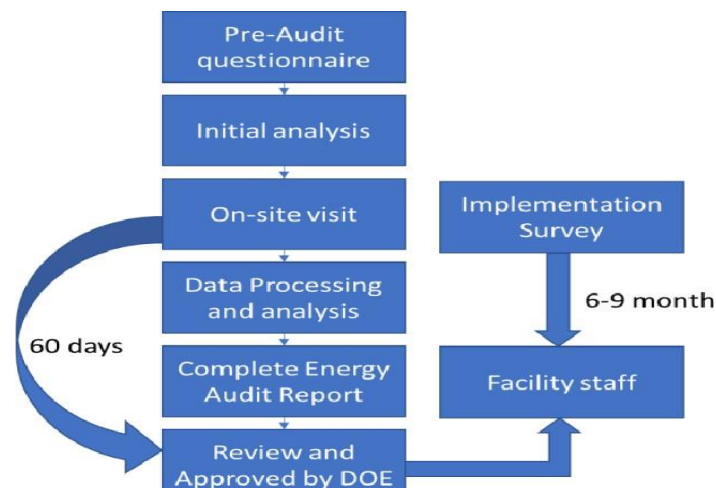 Pre-Audit
questionnaire
Initial analysis
On-site visit
Data Processing
and analysis
Complete Energy
Audit Report
Review and
Approved by DOE
60 days
Implementation
Survey
6-9 month
Facility staff